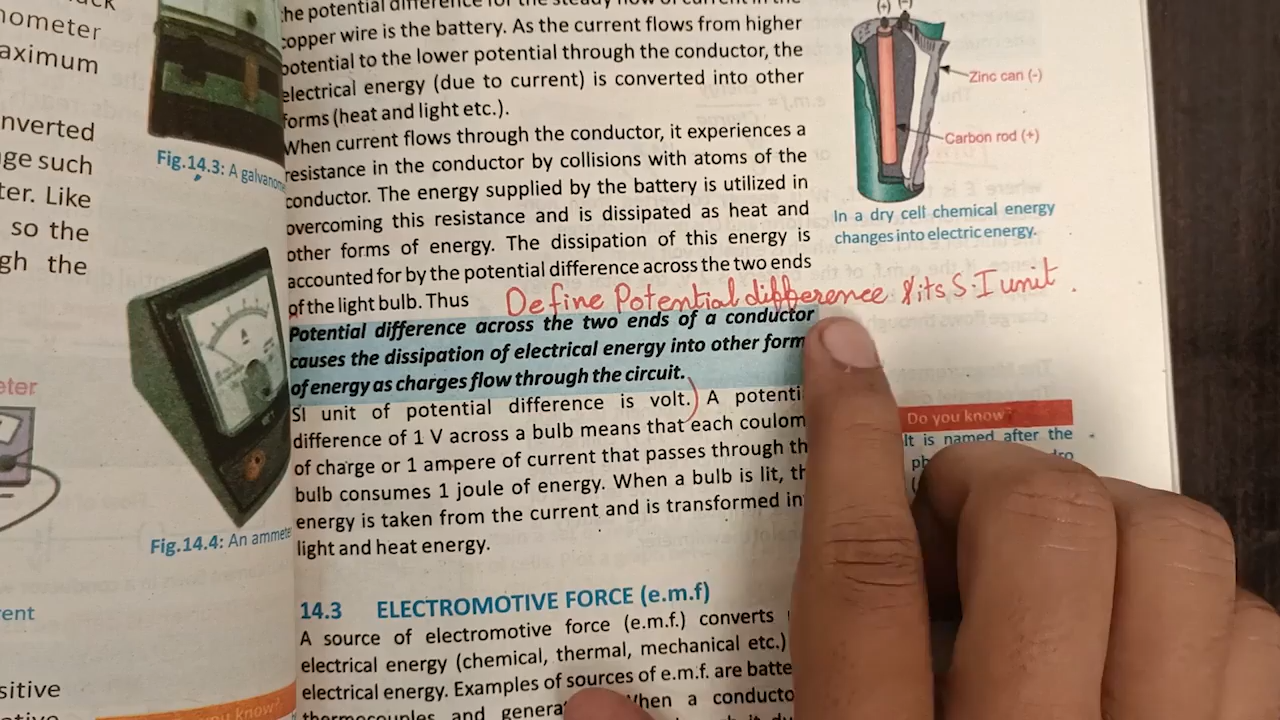 nometer
aximum
nverted
ge such
ter. Like
so the
gh the
Fig.14.3: A galvanom
Fig.14.4: An ammete
eter
ent
sitive
you know?
the potential difference for the steady flow of current in the
copper wire is the battery. As the current flows from higher
potential to the lower potential through the conductor, the
electrical energy (due to current) is converted into other
forms (heat and light etc.).
When current flows through the conductor, it experiences a
resistance in the conductor by collisions with atoms of the
conductor. The energy supplied by the battery is utilized in
overcoming this resistance and is dissipated as heat and
other forms of energy. The dissipation of this energy is
accounted for by the potential difference across the two ends
of the light bulb. Thus
Define Potential difference & its S.I unit.
Potential difference across the two ends of a conductor
causes the dissipation of electrical energy into other form
of energy as charges flow through the circuit.
SI unit of potential difference is volt.) A potenti
difference of 1 V across a bulb means that each coulom
of charge or 1 ampere of current that passes through th
bulb consumes 1 joule of energy. When a bulb is lit, th
energy is taken from the current and is transformed in
light and heat energy.
14.3 ELECTROMOTIVE FORCE (e.m.f)
A source of electromotive force (e.m.f.) converts
electrical energy (chemical, thermal, mechanical etc.)
electrical energy. Examples of sources of e.m.f. are batte
thermocouples and genera When a conducto
(+) (-)
Zinc can (-)
Carbon rod (+)
In a dry cell chemical energy
changes into electric energy.
Do you know?
It is named after the